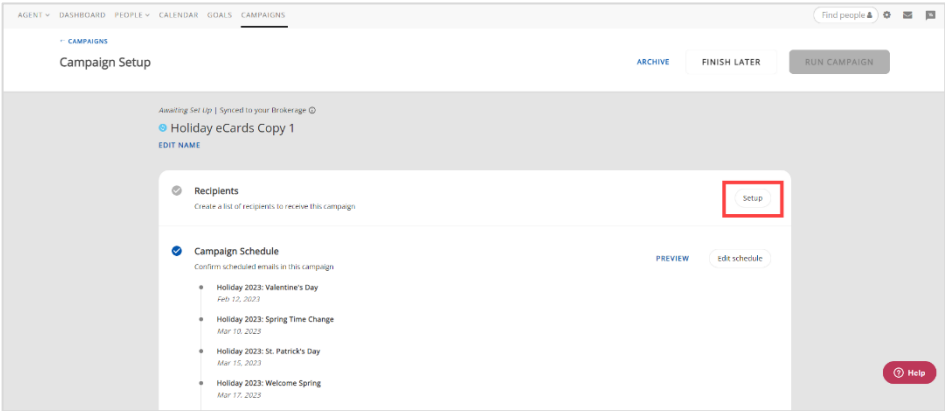 AGENT DASHBOARD PEOPLE CALENDAR GOALS CAMPAIGNS Find people
← CAMPAIGNS
Campaign Setup ARCHIVE FINISH LATER RUN CAMPAIGN
Awaiting Set Up | Synced to your Brokerage
Holiday eCards Copy 1
EDIT NAME
Recipients
Create a list of recipients to receive this campaign
Setup
Campaign Schedule
Confirm scheduled emails in this campaign
PREVIEW Edit schedule
Holiday 2023: Valentine's Day
Feb 12, 2023
Holiday 2023: Spring Time Change
Mar 10, 2023
Holiday 2023: St. Patrick's Day
Mar 15, 2023
Holiday 2023: Welcome Spring
Mar 17, 2023
Help